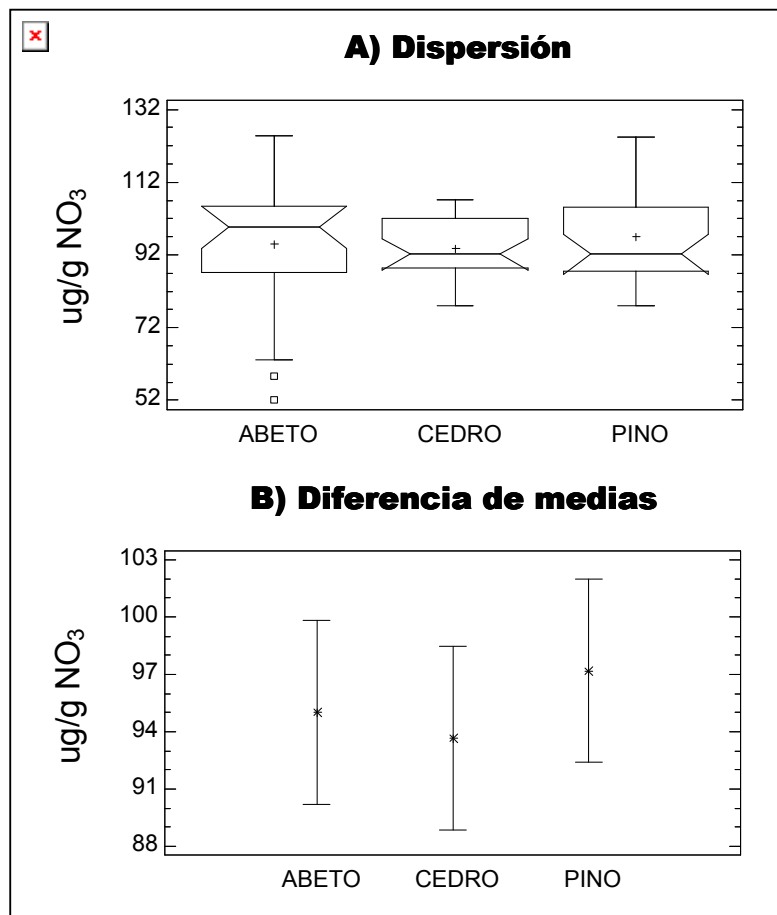 A) Dispersión
132
112
92
72
52
ug/g NO₃
ABETO CEDRO PINO
B) Diferencia de medias
103
100
97
94
91
88
ug/g NO₃
ABETO CEDRO PINO